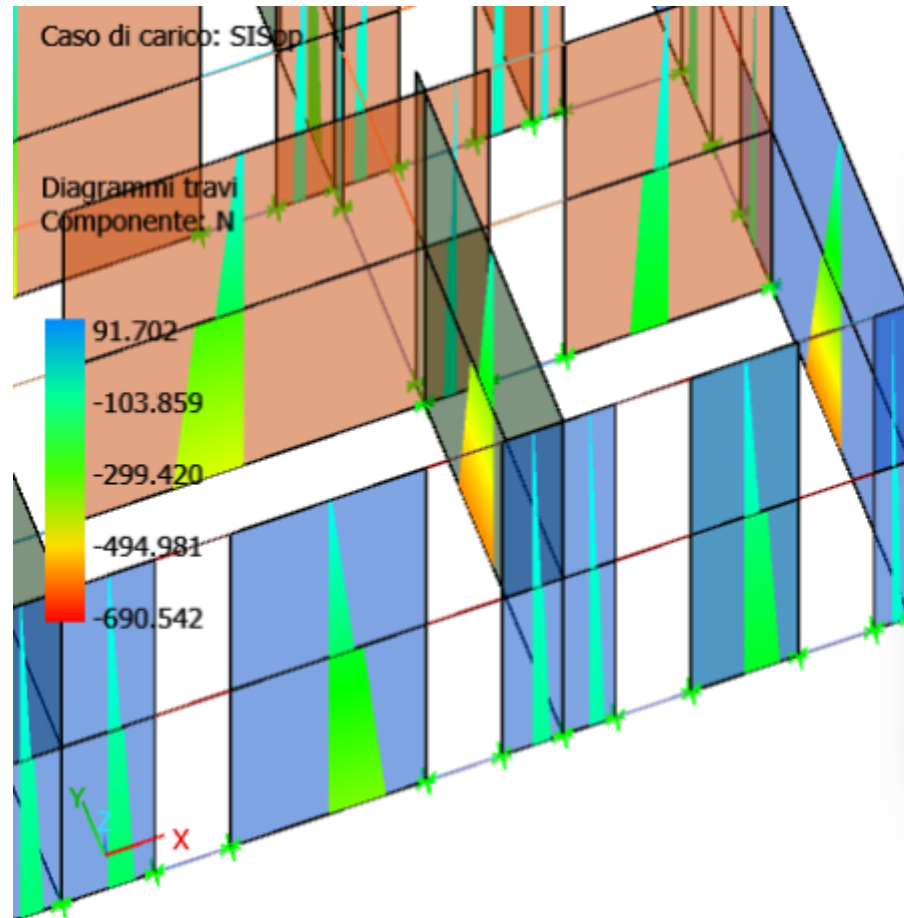 Caso di carico: SISop
Diagrammi travi
Componente: N
91.702
-103.859
-299.420
-494.981
-690.542
Y
Z
X